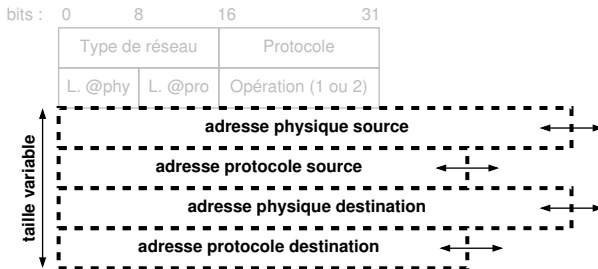 bits : 0 8 16 31
Type de réseau Protocole
L. @phy L. @pro Opération (1 ou 2)
adresse physique source
adresse protocole source
adresse physique destination
adresse protocole destination
taille variable